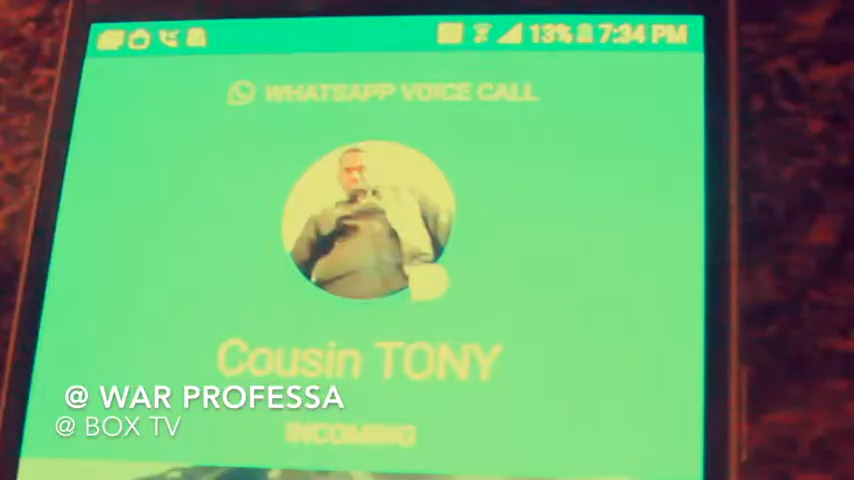 13% 7:34 PM
WHATSAPP VOICE CALL
Cousin TONY
@ WAR PROFESSA
@ BOX TV
INCOMING